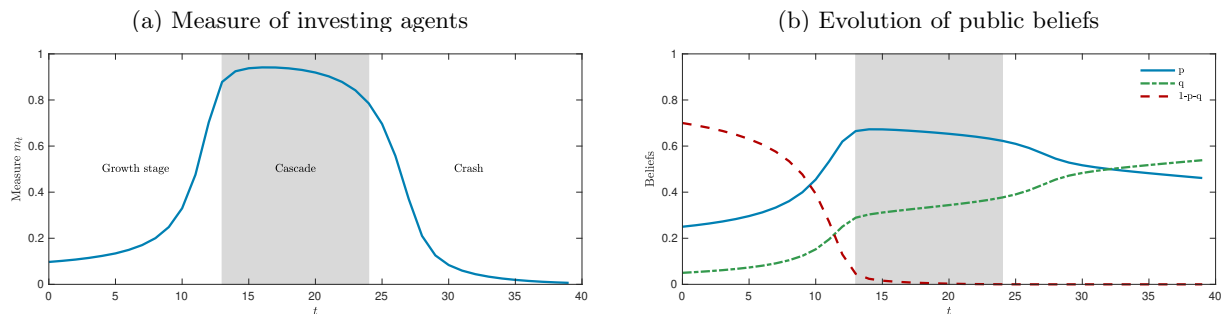 (a) Measure of investing agents
1
0.8
0.6
0.4
0.2
0
Measure m_t
Growth stage
Cascade
Crash
0 5 10 15 20 25 30 35 40
t
(b) Evolution of public beliefs
1
0.8
0.6
0.4
0.2
0
Beliefs
p
q
1-p-q
0 5 10 15 20 25 30 35 40
t